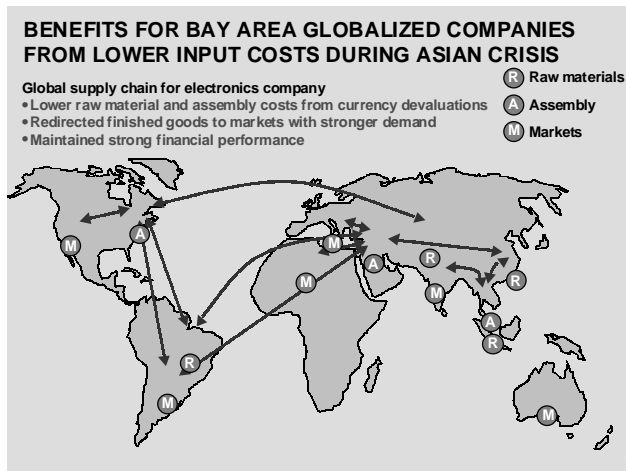 BENEFITS FOR BAY AREA GLOBALIZED COMPANIES
FROM LOWER INPUT COSTS DURING ASIAN CRISIS
Global supply chain for electronics company
• Lower raw material and assembly costs from currency devaluations
• Redirected finished goods to markets with stronger demand
• Maintained strong financial performance
R Raw materials
A Assembly
M Markets
M
A
M
A
R
M
M
R
A
R
R
M
M